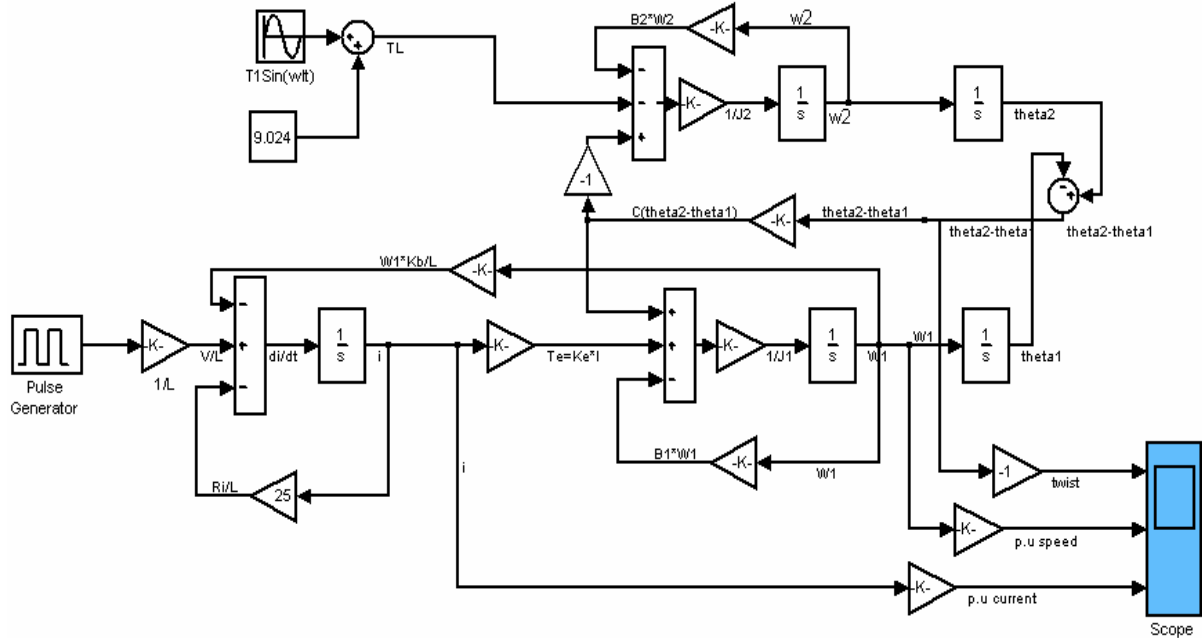 B2*W2
-K-
w2
T1Sin(wlt)
TL
9.024
-K-
1/J2
1
s
w2
1
s
theta2
-1
C(theta2-theta1)
-K-
theta2-theta1
theta2-theta1
theta2-theta1
W1*Kb/L
-K-
Pulse
Generator
-K-
1/L
V/L
di/dt
1
s
i
-K-
Te=Ke*I
-K-
1/J1
1
s
W1
W1
1
s
theta1
B1*W1
-K-
W1
Ri/L
25
i
-1
twist
-K-
p.u speed
-K-
p.u current
Scope